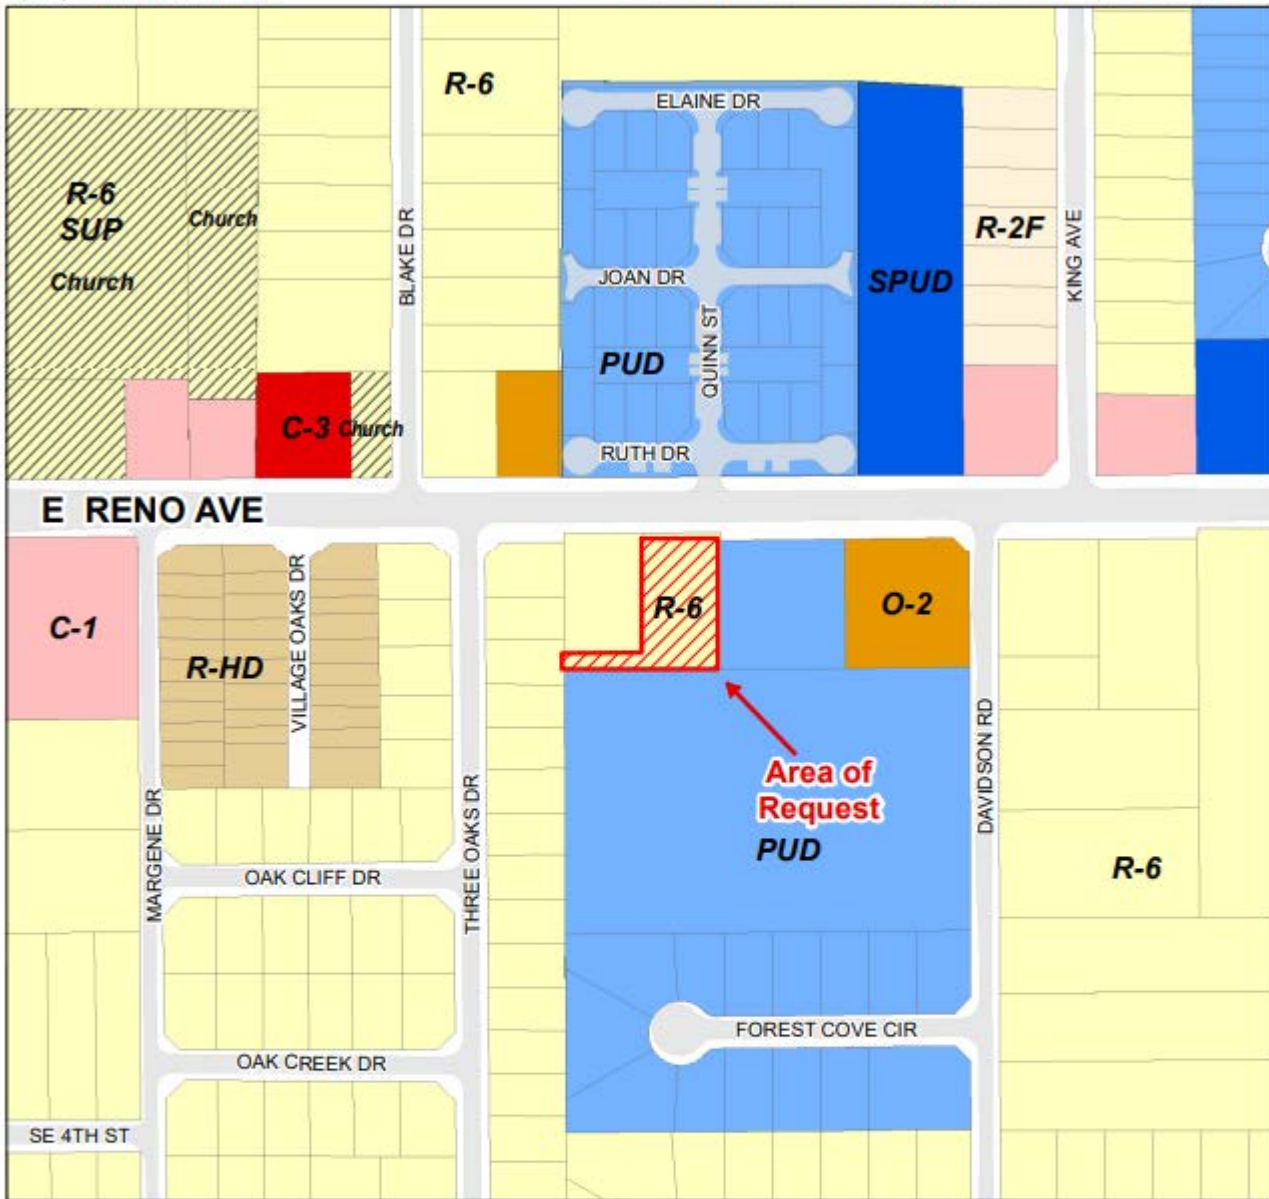 R-6
ELAINE DR
R-6
SUP
Church
Church
BLAKE DR
JOAN DR
QUINN ST
PUD
SPUD
R-2F
KING AVE
C-3
Church
RUTH DR
E RENO AVE
C-1
R-HD
VILLAGE OAKS DR
R-6
O-2
Area of
Request
PUD
MARGENE DR
THREE OAKS DR
DAVIDSON RD
R-6
OAK CLIFF DR
FOREST COVE CIR
OAK CREEK DR
SE 4TH ST